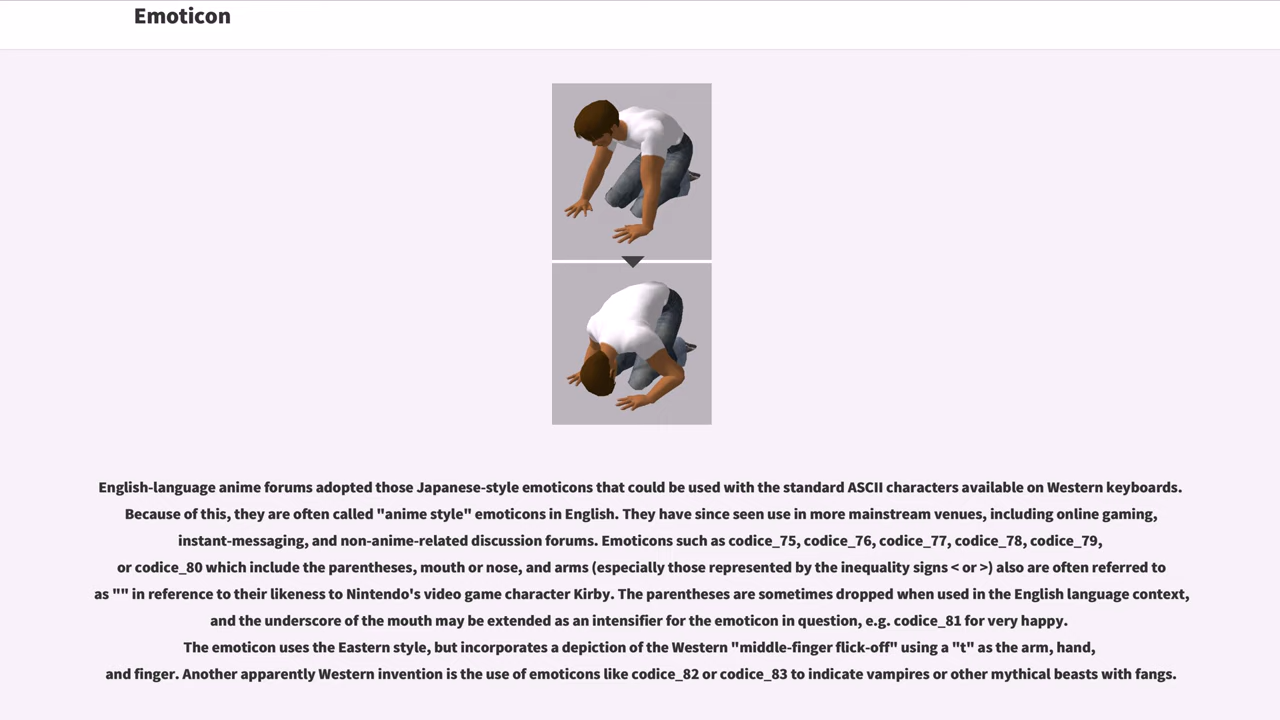 Emoticon
English-language anime forums adopted those Japanese-style emoticons that could be used with the standard ASCII characters available on Western keyboards.
Because of this, they are often called "anime style" emoticons in English. They have since seen use in more mainstream venues, including online gaming,
instant-messaging, and non-anime-related discussion forums. Emoticons such as codice_75, codice_76, codice_77, codice_78, codice_79,
or codice_80 which include the parentheses, mouth or nose, and arms (especially those represented by the inequality signs < or >) also are often referred to
as "" in reference to their likeness to Nintendo's video game character Kirby. The parentheses are sometimes dropped when used in the English language context,
and the underscore of the mouth may be extended as an intensifier for the emoticon in question, e.g. codice_81 for very happy.
The emoticon uses the Eastern style, but incorporates a depiction of the Western "middle-finger flick-off" using a "t" as the arm, hand,
and finger. Another apparently Western invention is the use of emoticons like codice_82 or codice_83 to indicate vampires or other mythical beasts with fangs.